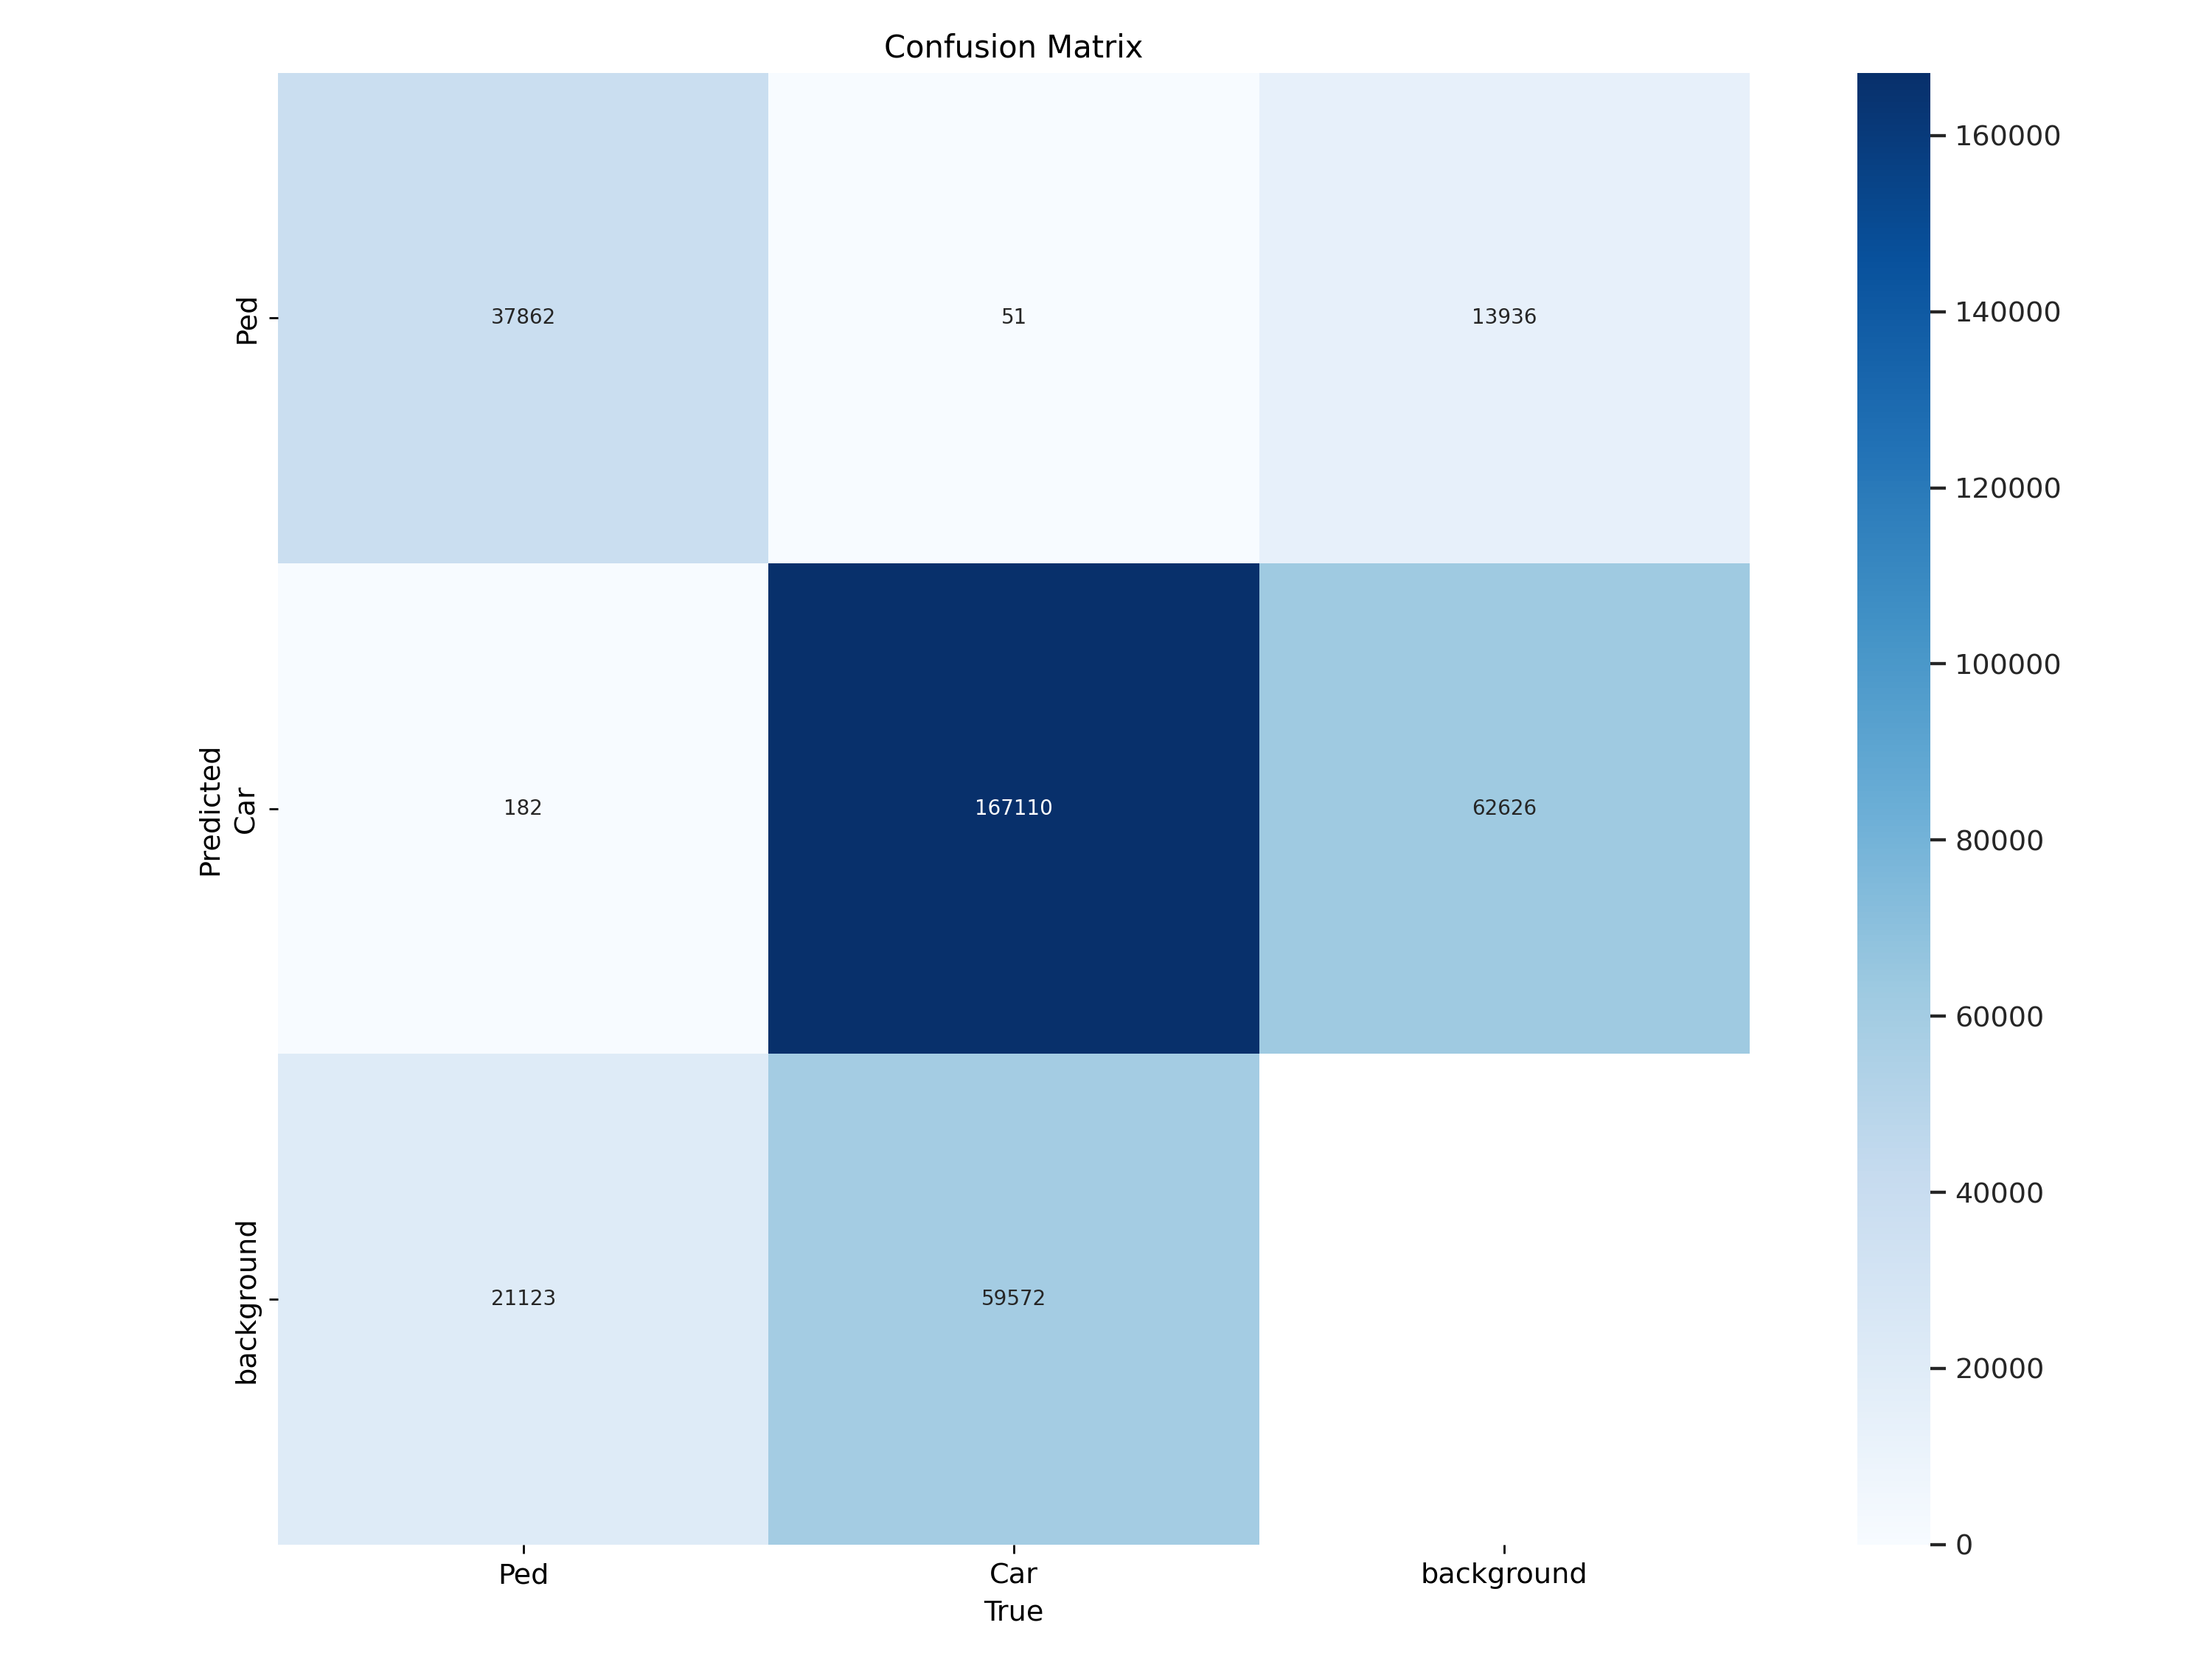 Confusion Matrix
Ped
37862
51
13936
Predicted
Car
182
167110
62626
background
21123
59572
Ped
Car
background
True
160000
140000
120000
100000
80000
60000
40000
20000
0